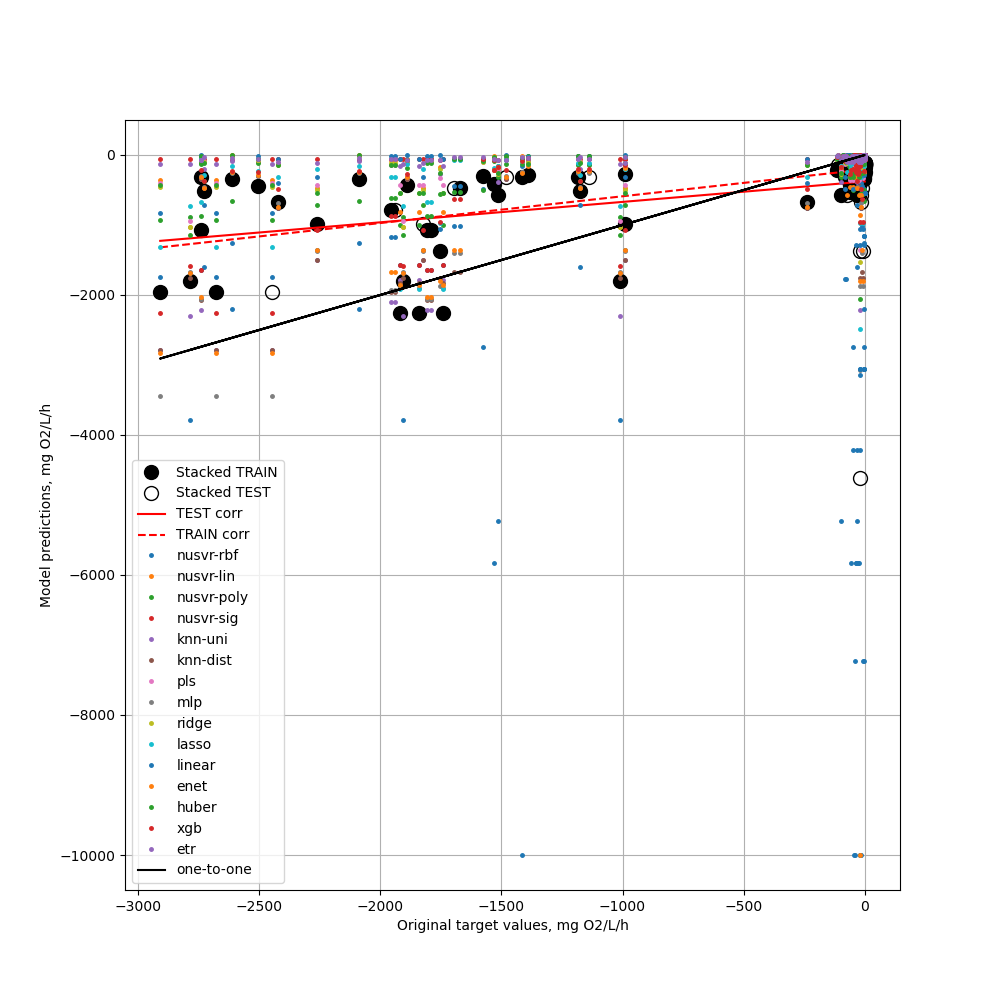 0
−2000
−4000
−6000
−8000
−10000
Model predictions, mg O2/L/h
Stacked TRAIN
Stacked TEST
TEST corr
TRAIN corr
nusvr-rbf
nusvr-lin
nusvr-poly
nusvr-sig
knn-uni
knn-dist
pls
mlp
ridge
lasso
linear
enet
huber
xgb
etr
one-to-one
−3000 −2500 −2000 −1500 −1000 −500 0
Original target values, mg O2/L/h